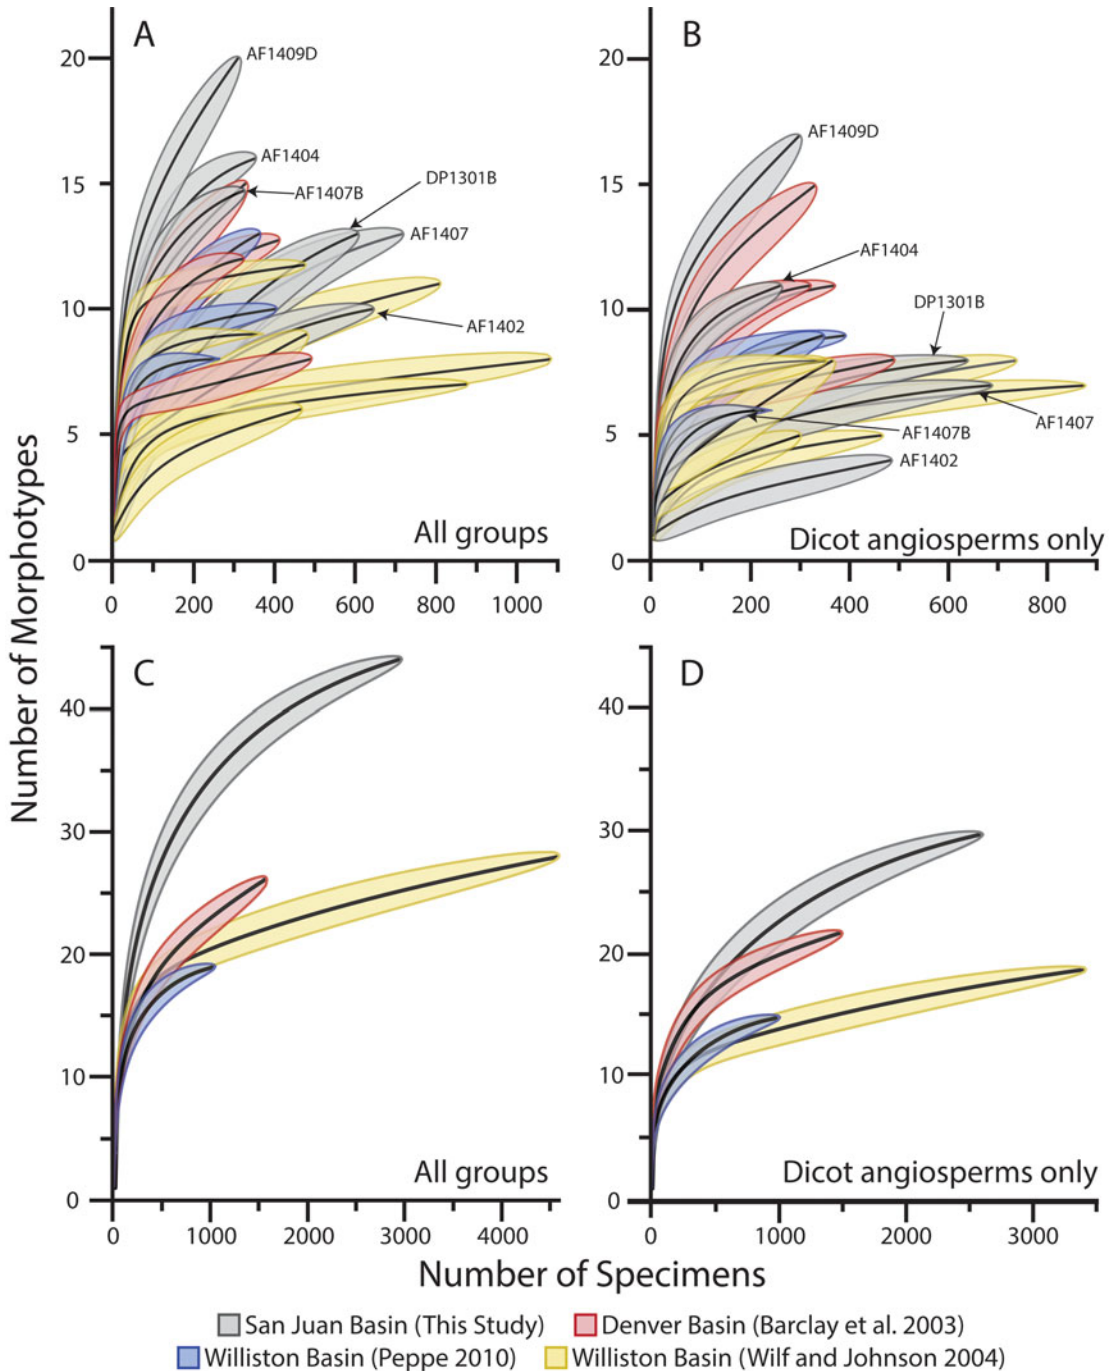 A
B
20
15
10
5
0
AF1409D
AF1404
AF1407B
DP1301B
AF1407
AF1402
All groups
0 200 400 600 800 1000
AF1409D
AF1404
DP1301B
AF1407
AF1407B
AF1402
Dicot angiosperms only
20
15
10
5
0
0 200 400 600 800
Number of Morphotypes
C
D
40
30
20
10
0
All groups
0 1000 2000 3000 4000
40
30
20
10
0
Dicot angiosperms only
0 1000 2000 3000
Number of Specimens
San Juan Basin (This Study)
Denver Basin (Barclay et al. 2003)
Williston Basin (Peppe 2010)
Williston Basin (Wilf and Johnson 2004)